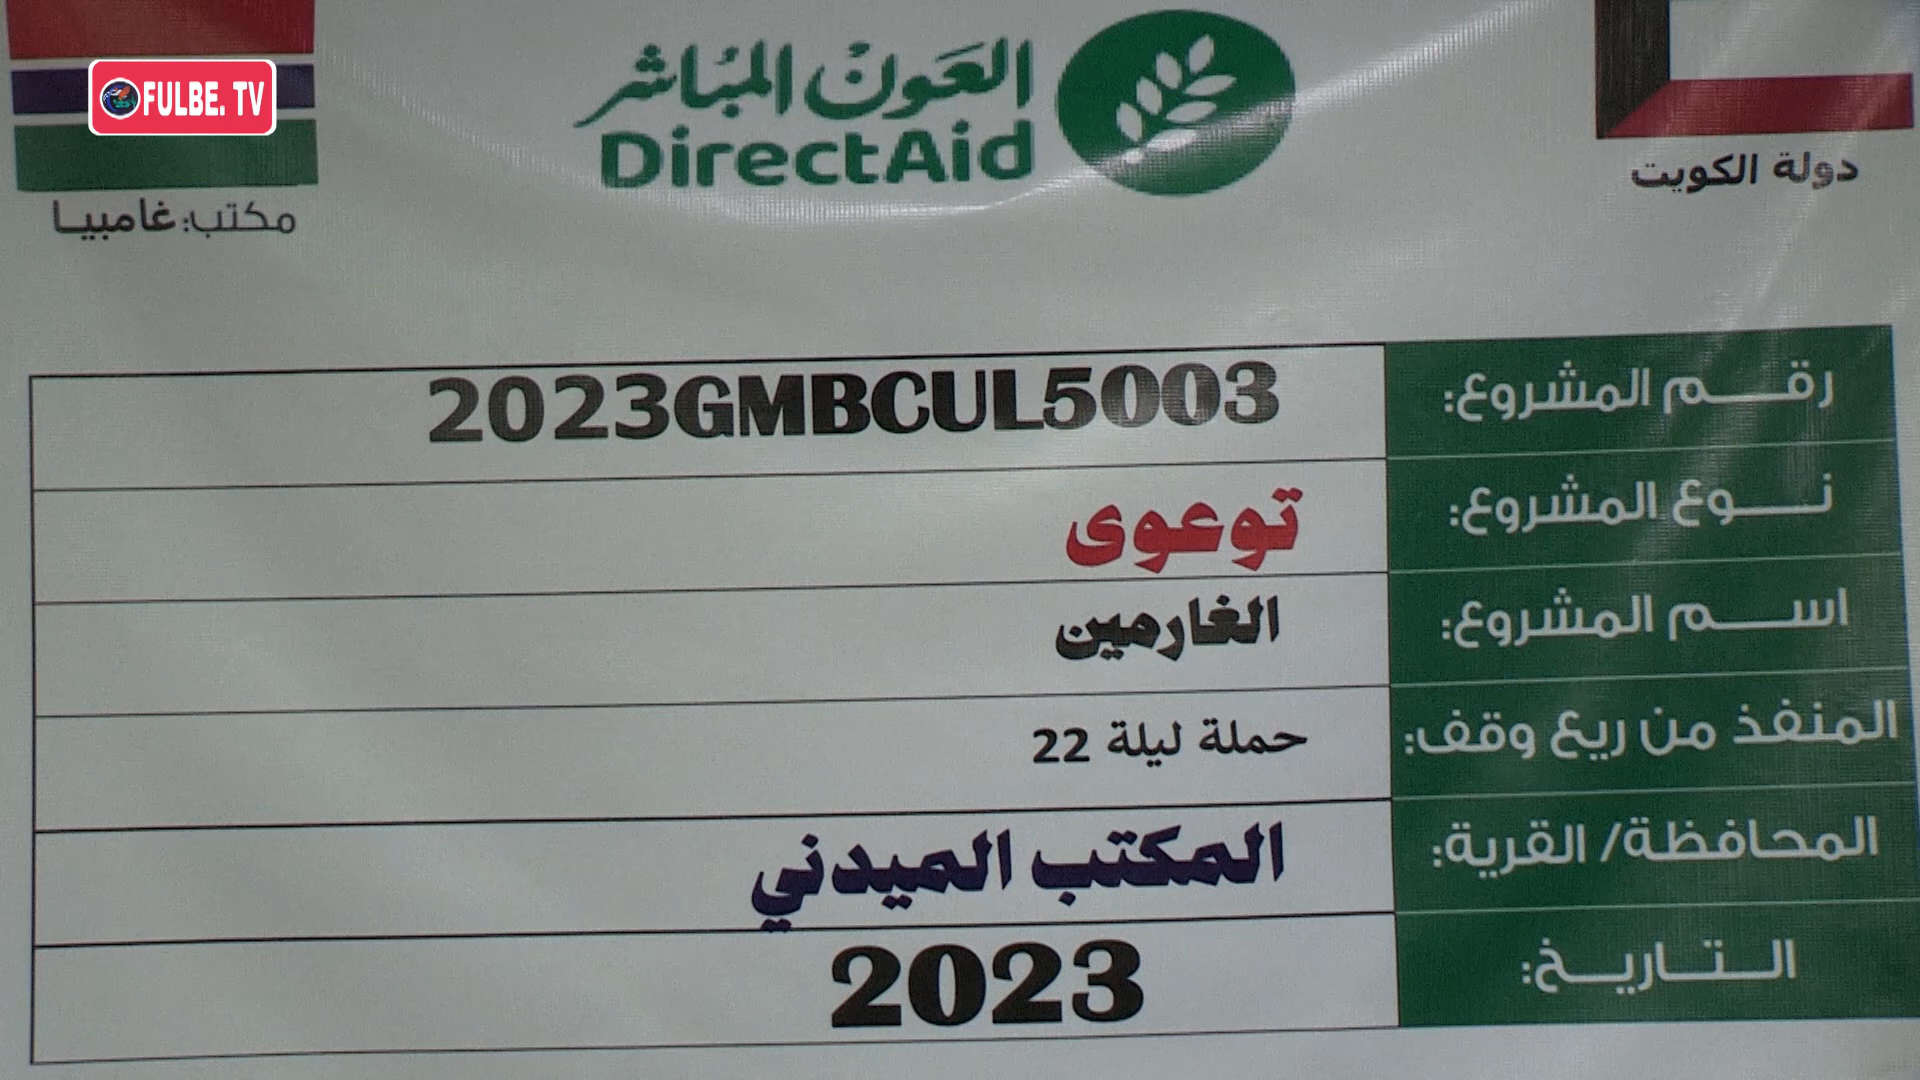 FULBE. TV
العون المباشر
DirectAid
دولة الكويت
مكتب: غامبيا
رقم المشروع: 2023GMBCUL5003
نوع المشروع: توعوى
اسم المشروع: الغارمين
المنفذ من ريع وقف: حملة ليلة 22
المحافظة/ القرية: المكتب الميدني
التاريخ: 2023